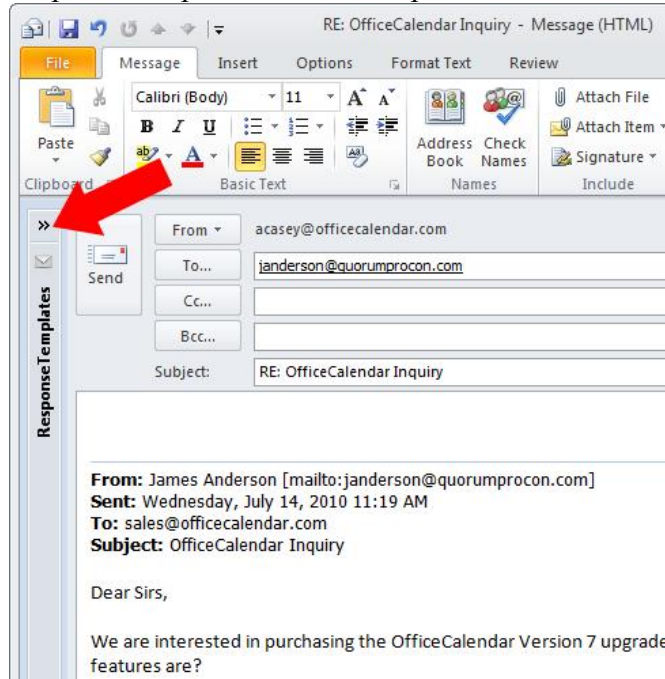 RE: OfficeCalendar Inquiry - Message (HTML)
File Message Insert Options Format Text Review
Calibri (Body) 11 A A Attach File
Paste B I U Address Book Check Names Attach Item
ab A Signature
Basic Text Names Include
» From acasey@officecalendar.com
Send To... janderson@quorumprocon.com
Cc...
Bcc...
Subject: RE: OfficeCalendar Inquiry
ResponseTemplates
From: James Anderson [mailto:janderson@quorumprocon.com]
Sent: Wednesday, July 14, 2010 11:19 AM
To: sales@officecalendar.com
Subject: OfficeCalendar Inquiry
Dear Sirs,
We are interested in purchasing the OfficeCalendar Version 7 upgrade
features are?